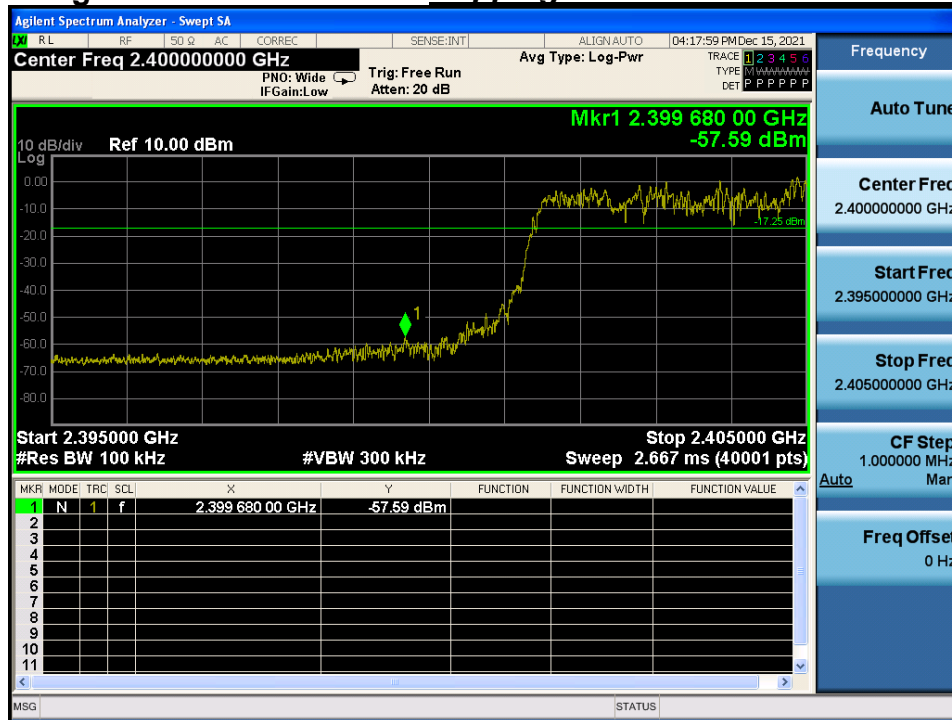 Agilent Spectrum Analyzer - Swept SA
LXI RL RF 50 Ω AC CORREC SENSE:INT ALIGN AUTO 04:17:59 PM Dec 15, 2021
Center Freq 2.400000000 GHz
PNO: Wide
IFGain:Low
Trig: Free Run
Atten: 20 dB
Avg Type: Log-Pwr
TRACE 1 2 3 4 5 6
TYPE M W W W W W
DET P P P P P P
Mkr1 2.399 680 00 GHz
-57.59 dBm
10 dB/div Ref 10.00 dBm
Log
0.00
-10.0
-17.25 dBm
-20.0
-30.0
-40.0
-50.0
1
-60.0
-70.0
-80.0
Start 2.395000 GHz Stop 2.405000 GHz
#Res BW 100 kHz #VBW 300 kHz Sweep 2.667 ms (40001 pts)
MKR MODE TRC SCL X Y FUNCTION FUNCTION WIDTH FUNCTION VALUE
1 N 1 f 2.399 680 00 GHz -57.59 dBm
2
3
4
5
6
7
8
9
10
11
MSG STATUS
Frequency
Auto Tune
Center Freq
2.400000000 GHz
Start Freq
2.395000000 GHz
Stop Freq
2.405000000 GHz
CF Step
1.000000 MHz
Auto Man
Freq Offset
0 Hz